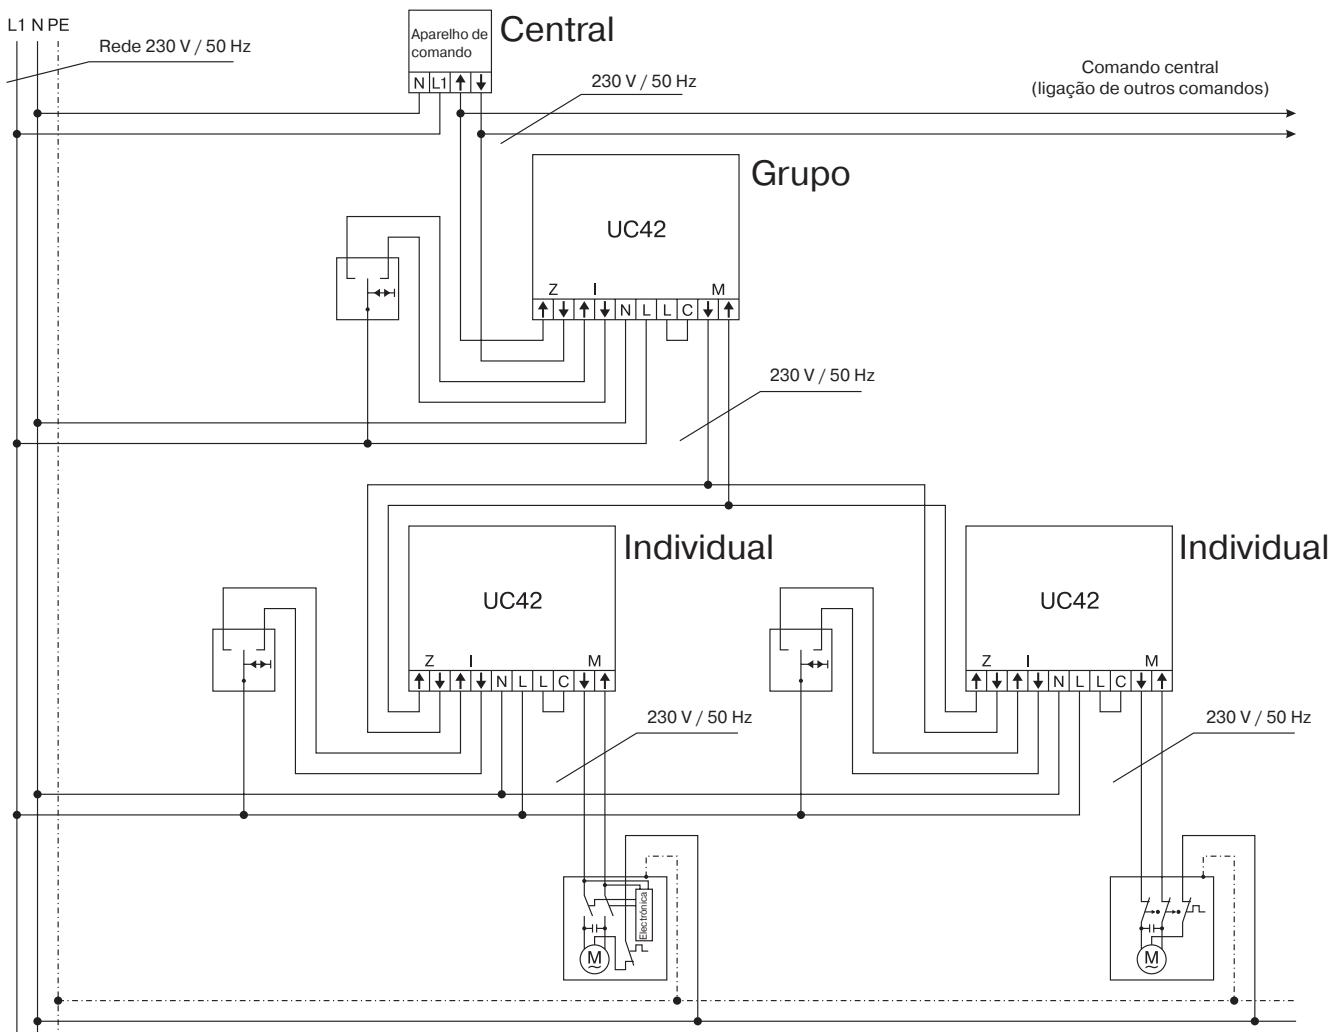 L1 N PE
Rede 230 V / 50 Hz
Aparelho de
comando
N L1
Central
230 V / 50 Hz
Comando central
(ligação de outros comandos)
Grupo
UC42
Z I M
N L L C
230 V / 50 Hz
Individual
UC42
Z I M
N L L C
230 V / 50 Hz
Individual
UC42
Z I M
N L L C
230 V / 50 Hz
Electrónica
M
~
M
~